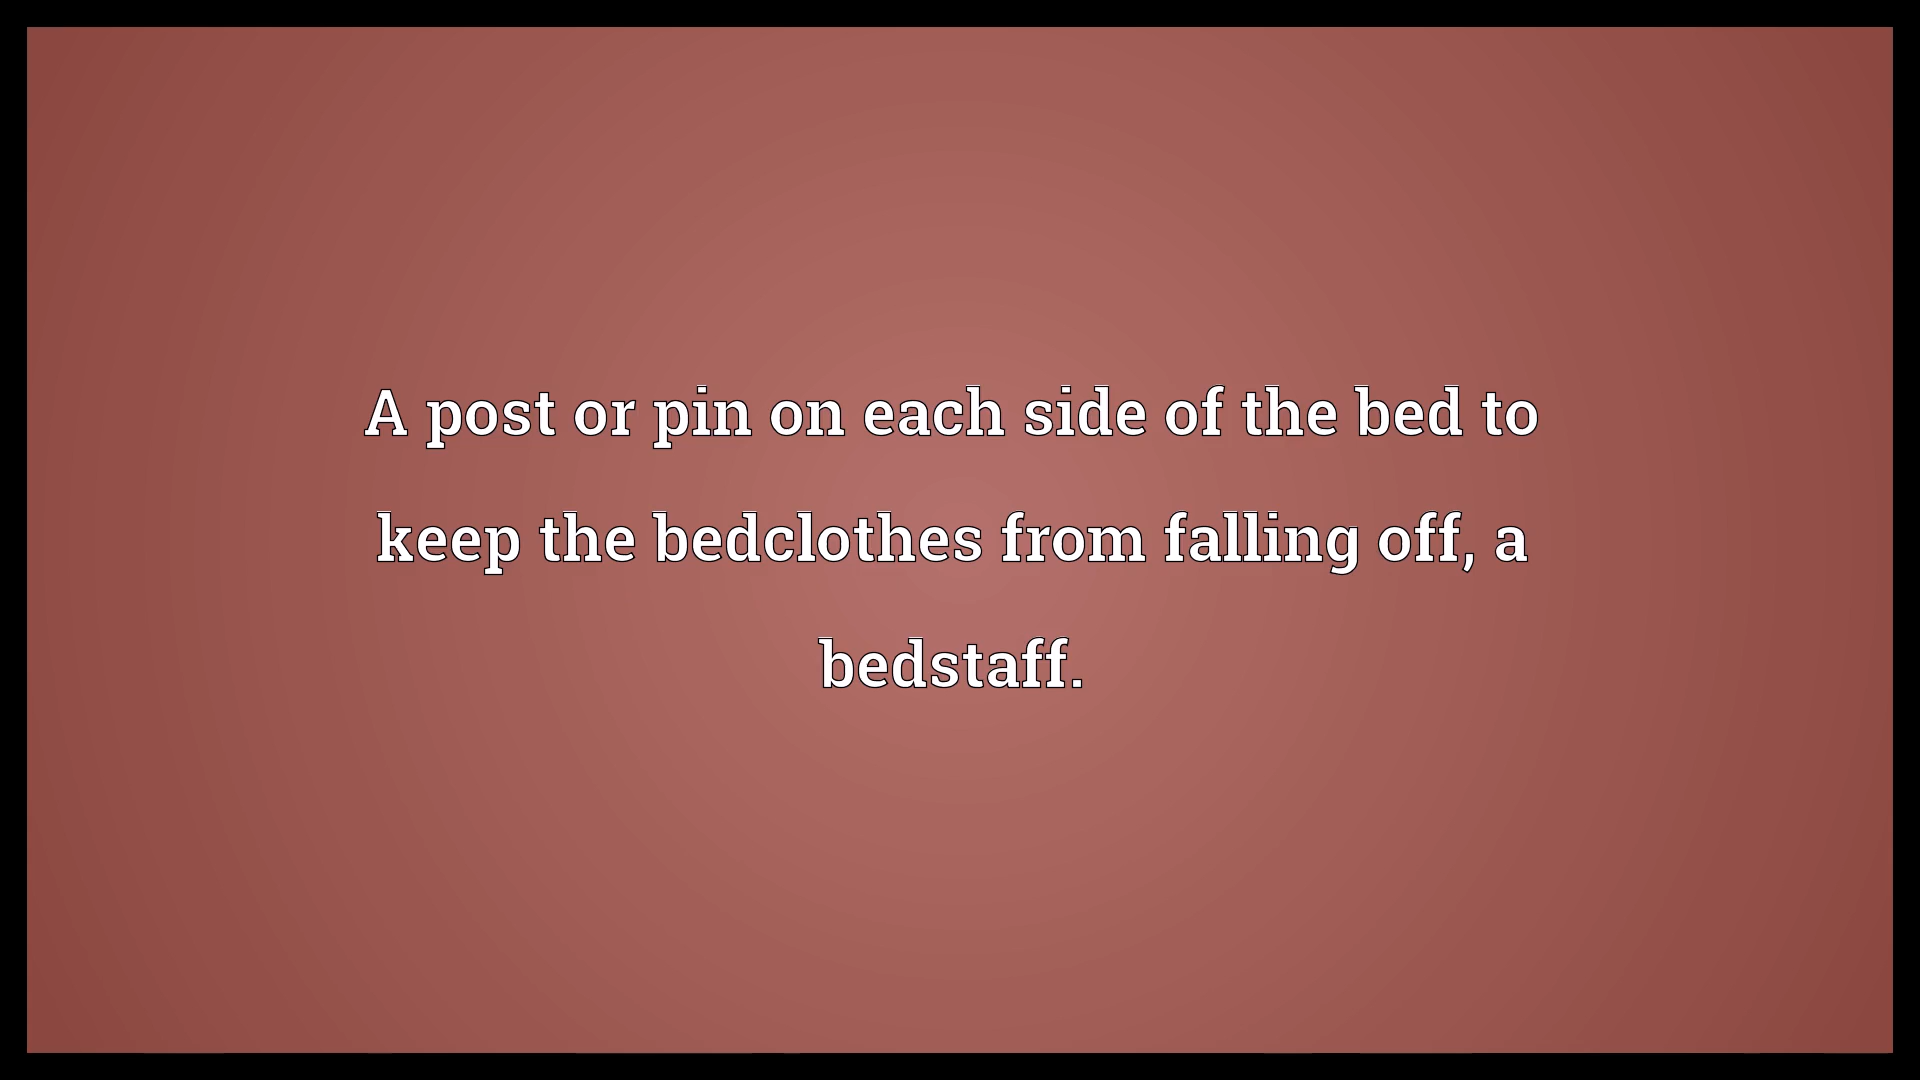 A post or pin on each side of the bed to
keep the bedclothes from falling off, a
bedstaff.